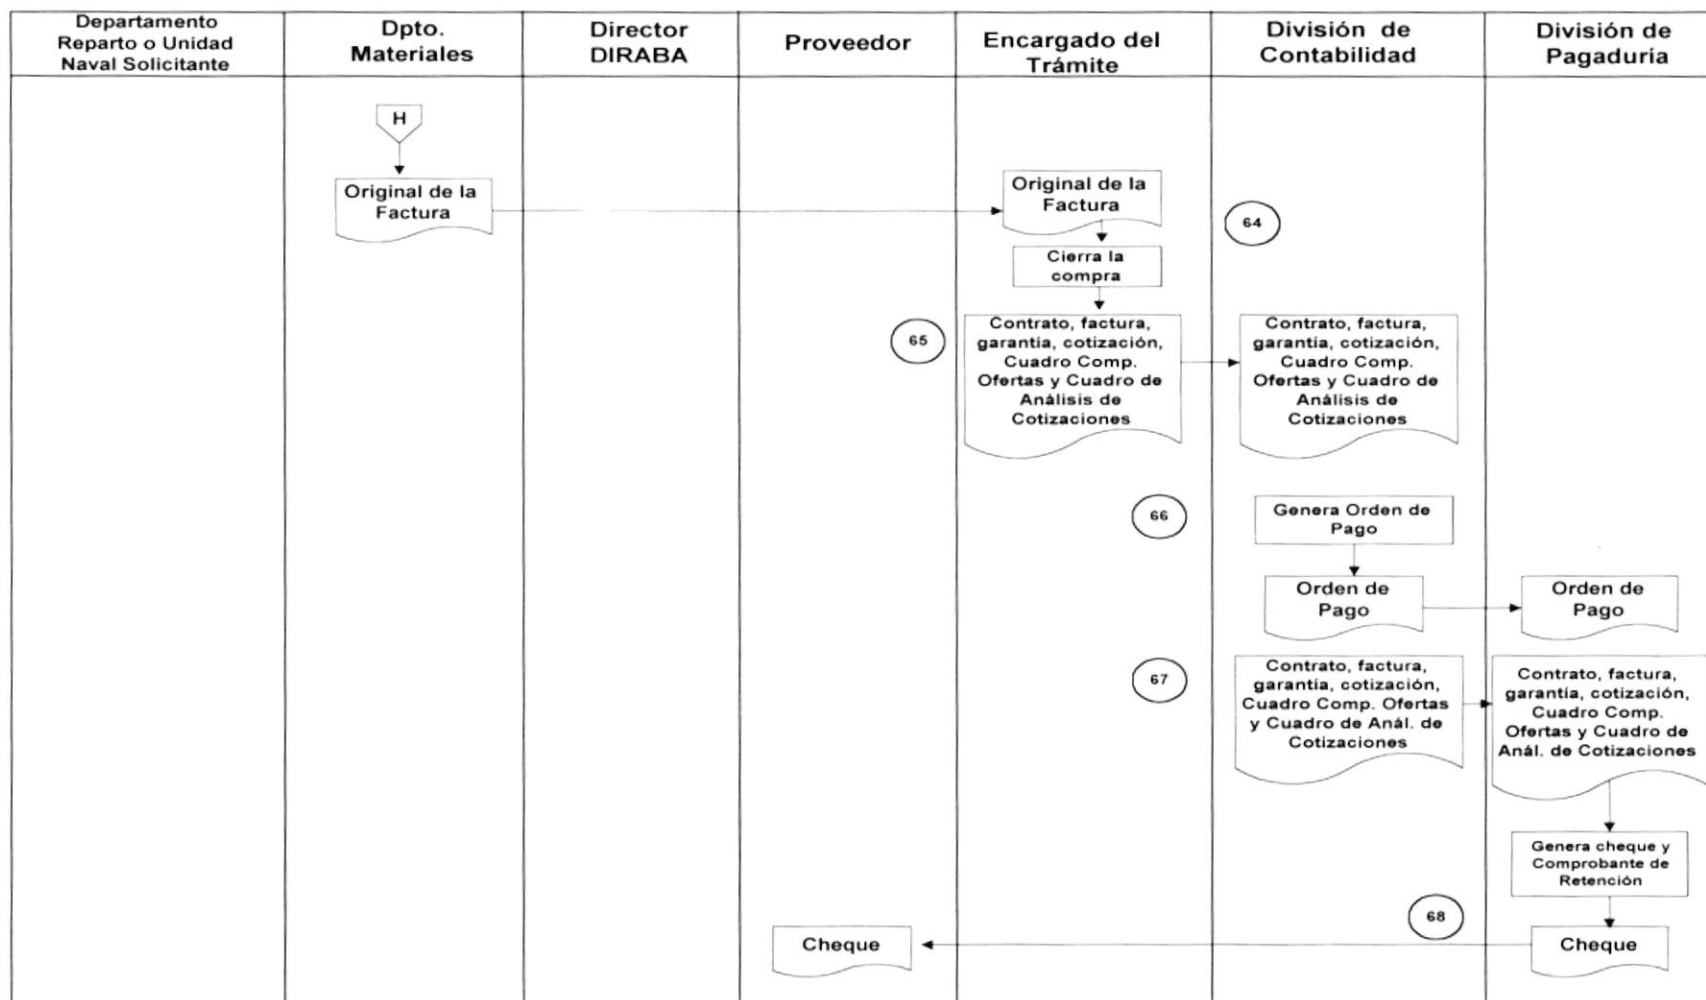 Departamento
Reparto o Unidad
Naval Solicitante
Dpto.
Materiales
Director
DIRABA
Proveedor
Encargado del
Trámite
División de
Contabilidad
División de
Pagaduría
H
Original de la
Factura
Original de la
Factura
64
Cierra la
compra
65
Contrato, factura,
garantía, cotización,
Cuadro Comp.
Ofertas y Cuadro de
Análisis de
Cotizaciones
Contrato, factura,
garantía, cotización,
Cuadro Comp.
Ofertas y Cuadro de
Análisis de
Cotizaciones
66
Genera Orden de
Pago
Orden de
Pago
Orden de
Pago
67
Contrato, factura,
garantía, cotización,
Cuadro Comp. Ofertas
y Cuadro de Anál. de
Cotizaciones
Contrato, factura,
garantía, cotización,
Cuadro Comp.
Ofertas y Cuadro de
Anál. de Cotizaciones
Genera cheque y
Comprobante de
Retención
68
Cheque
Cheque